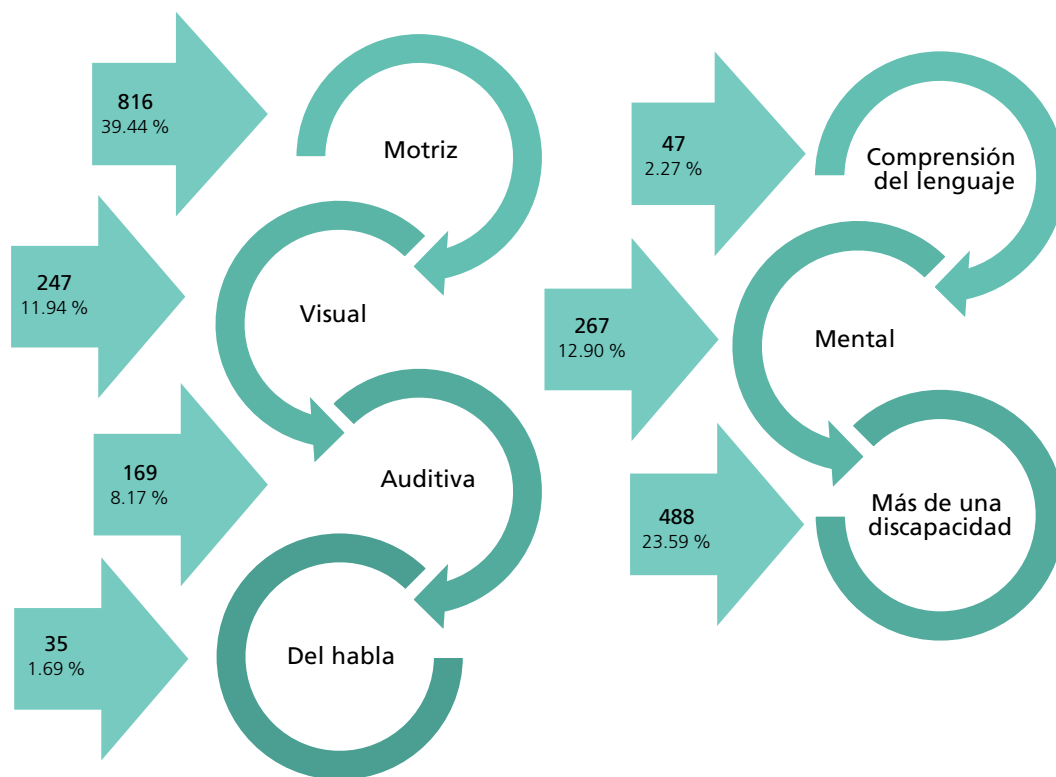 816
39.44 %
Motriz
247
11.94 %
Visual
169
8.17 %
Auditiva
35
1.69 %
Del habla
47
2.27 %
Comprensión
del lenguaje
267
12.90 %
Mental
488
23.59 %
Más de una
discapacidad